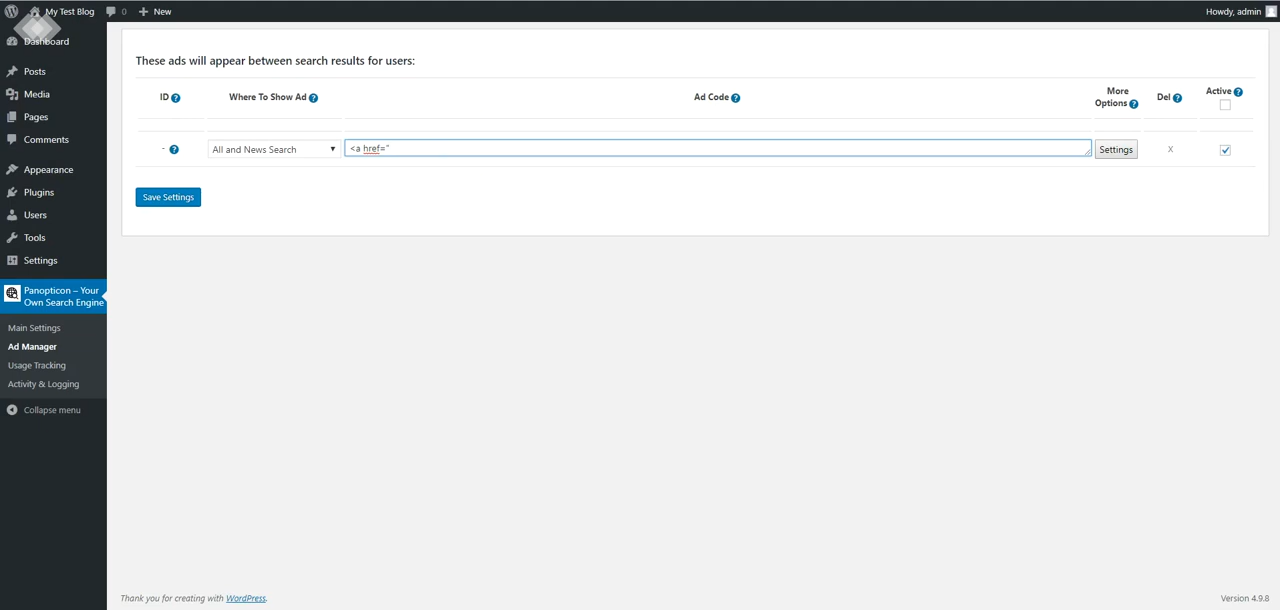 My Test Blog 0 New Howdy, admin
Dashboard
Posts
Media
Pages
Comments
Appearance
Plugins
Users
Tools
Settings
Panopticon – Your
Own Search Engine
Main Settings
Ad Manager
Usage Tracking
Activity & Logging
Collapse menu
These ads will appear between search results for users:
ID ? Where To Show Ad ? Ad Code ? More Options ? Del ? Active ?
- ? All and News Search <a href=" Settings X
Save Settings
Thank you for creating with WordPress. Version 4.9.8